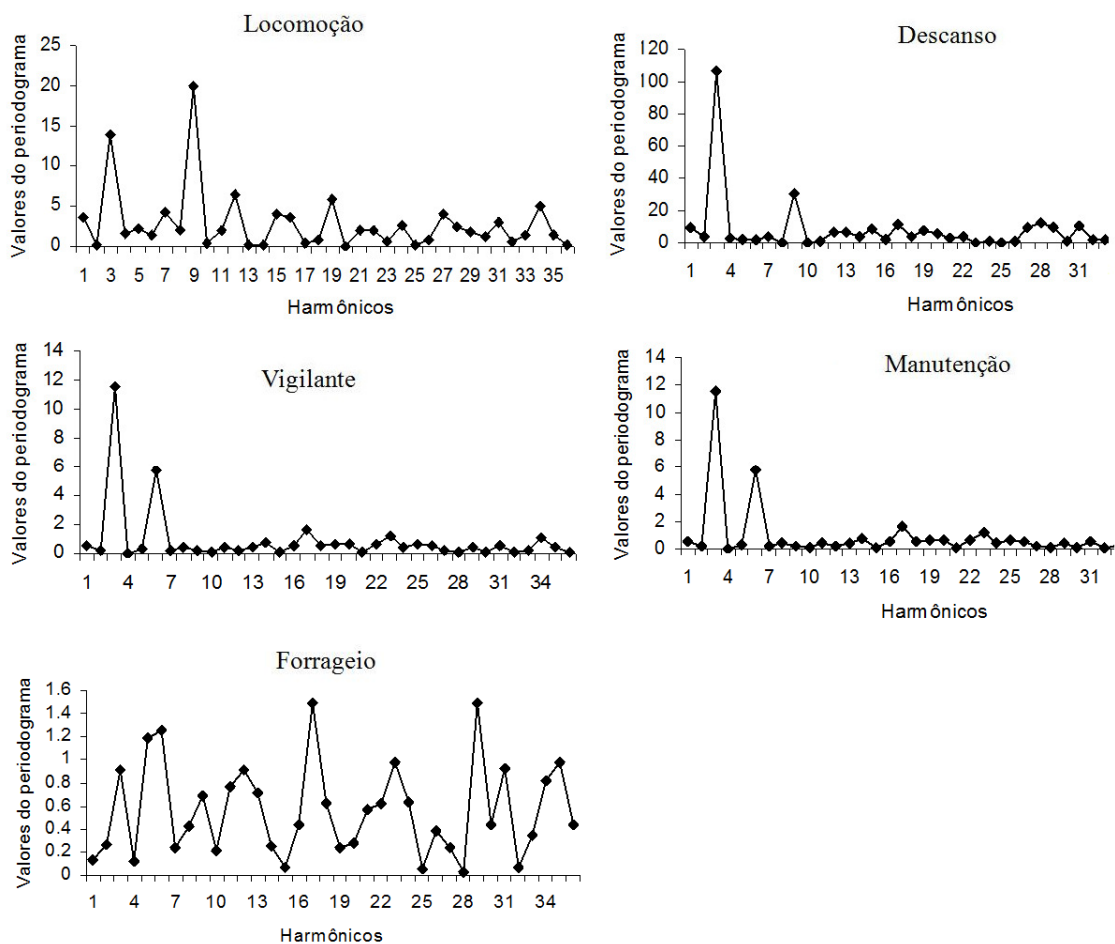 Locomoção
Valores do periodograma
25
20
15
10
5
0
1 3 5 7 9 11 13 15 17 19 21 23 25 27 29 31 33 35
Harmônicos
Descanso
Valores do periodograma
120
100
80
60
40
20
0
1 4 7 10 13 16 19 22 25 28 31
Harmônicos
Vigilante
Valores do periodograma
14
12
10
8
6
4
2
0
1 4 7 10 13 16 19 22 25 28 31 34
Harmônicos
Manutenção
Valores do periodograma
14
12
10
8
6
4
2
0
1 4 7 10 13 16 19 22 25 28 31
Harmônicos
Forrageio
Valores do periodograma
1.6
1.4
1.2
1
0.8
0.6
0.4
0.2
0
1 4 7 10 13 16 19 22 25 28 31 34
Harmônicos